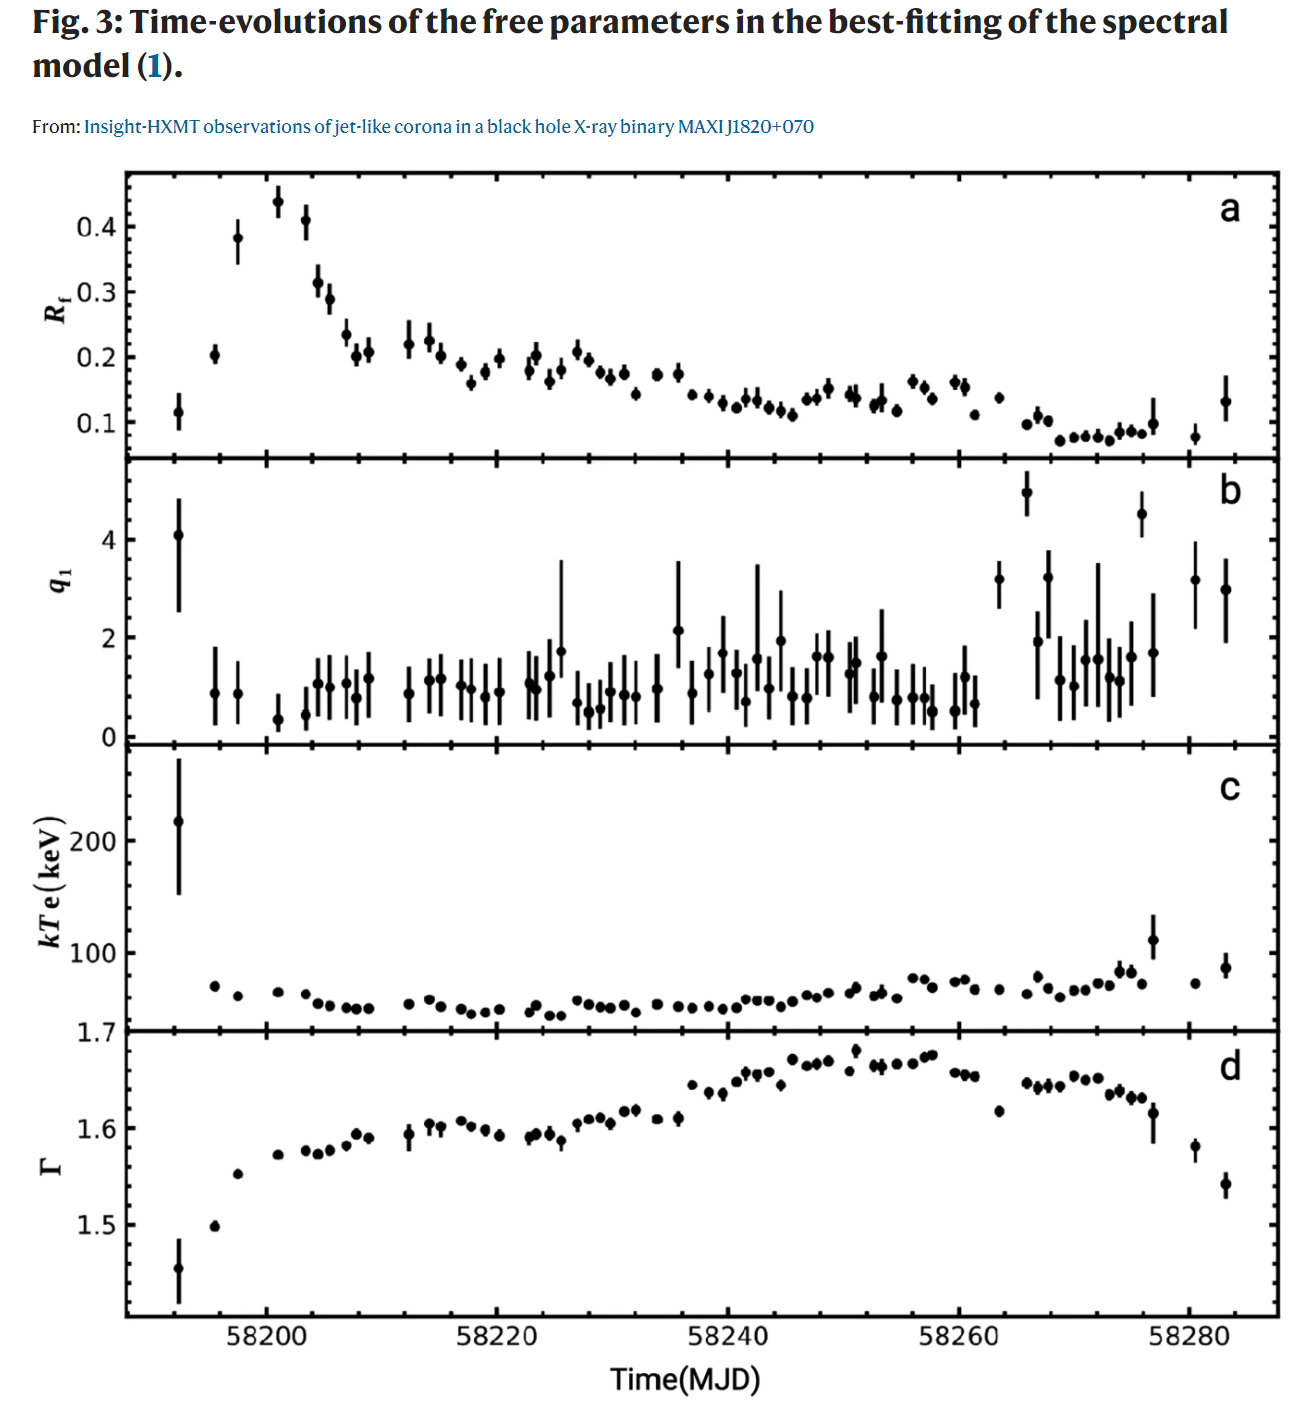 Fig. 3: Time-evolutions of the free parameters in the best-fitting of the spectral
model (1).
From: Insight-HXMT observations of jet-like corona in a black hole X-ray binary MAXI J1820+070
a
0.4
0.3
0.2
0.1
Rf
b
4
2
0
q1
c
200
100
kTe(keV)
d
1.7
1.6
1.5
Γ
58200 58220 58240 58260 58280
Time(MJD)